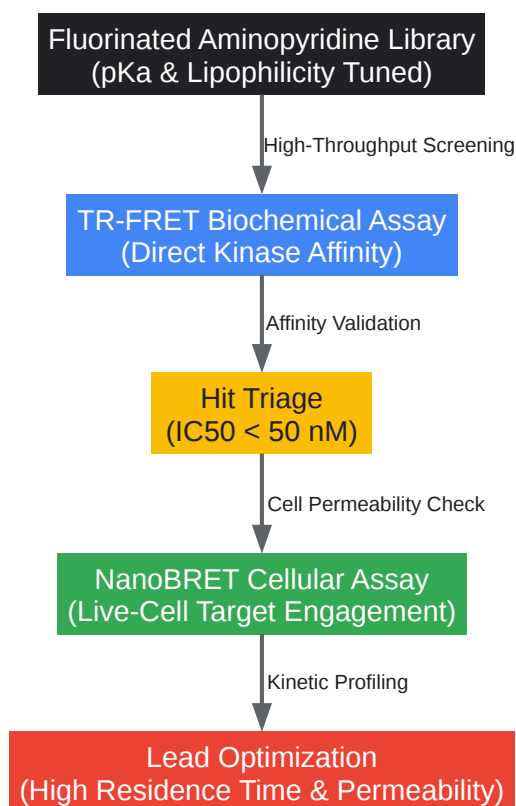 Fluorinated Aminopyridine Library
(pKa & Lipophilicity Tuned)
High-Throughput Screening
TR-FRET Biochemical Assay
(Direct Kinase Affinity)
Affinity Validation
Hit Triage
(IC50 < 50 nM)
Cell Permeability Check
NanoBRET Cellular Assay
(Live-Cell Target Engagement)
Kinetic Profiling
Lead Optimization
(High Residence Time & Permeability)